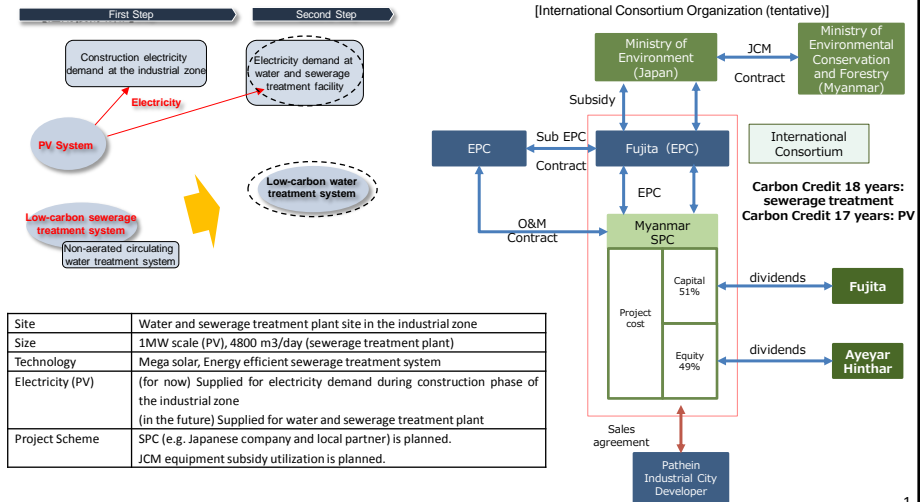 First Step
Second Step
Construction electricity
demand at the industrial zone
Electricity demand at
water and sewerage
treatment facility
Electricity
PV System
Low-carbon water
treatment system
Low-carbon sewerage
treatment system
Non-aerated circulating
water treatment system
Site
Water and sewerage treatment plant site in the industrial zone
Size
1MW scale (PV), 4800 m3/day (sewerage treatment plant)
Technology
Mega solar, Energy efficient sewerage treatment system
Electricity (PV)
(for now) Supplied for electricity demand during construction phase of
the industrial zone
(in the future) Supplied for water and sewerage treatment plant
Project Scheme
SPC (e.g. Japanese company and local partner) is planned.
JCM equipment subsidy utilization is planned.
[International Consortium Organization (tentative)]
Ministry of
Environment
(Japan)
JCM
Contract
Ministry of
Environmental
Conservation
and Forestry
(Myanmar)
Subsidy
EPC
Sub EPC
Contract
Fujita (EPC)
International
Consortium
EPC
Carbon Credit 18 years:
sewerage treatment
Carbon Credit 17 years: PV
O&M
Contract
Myanmar
SPC
Project
cost
Capital
51%
dividends
Fujita
Equity
49%
dividends
Ayeyar
Hinthar
Sales
agreement
Pathein
Industrial City
Developer
1